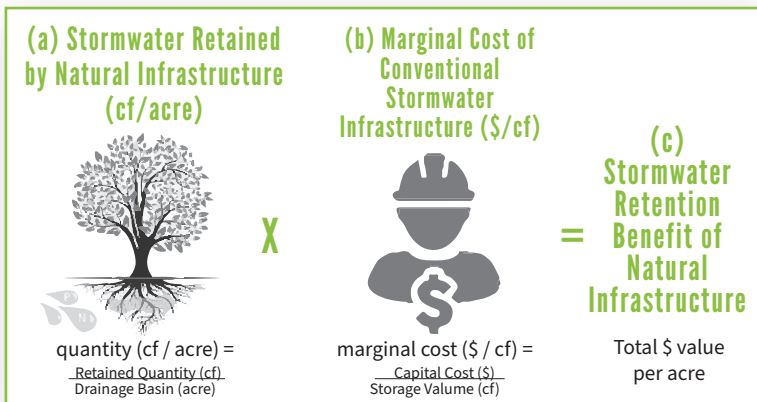 (a) Stormwater Retained
by Natural Infrastructure
(cf/acre)
P
N
quantity (cf / acre) =
Retained Quantity (cf)
Drainage Basin (acre)
X
(b) Marginal Cost of
Conventional
Stormwater
Infrastructure ($/cf)
$
marginal cost ($ / cf) =
Capital Cost ($)
Storage Valume (cf)
=
(c)
Stormwater
Retention
Benefit of
Natural
Infrastructure
Total $ value
per acre